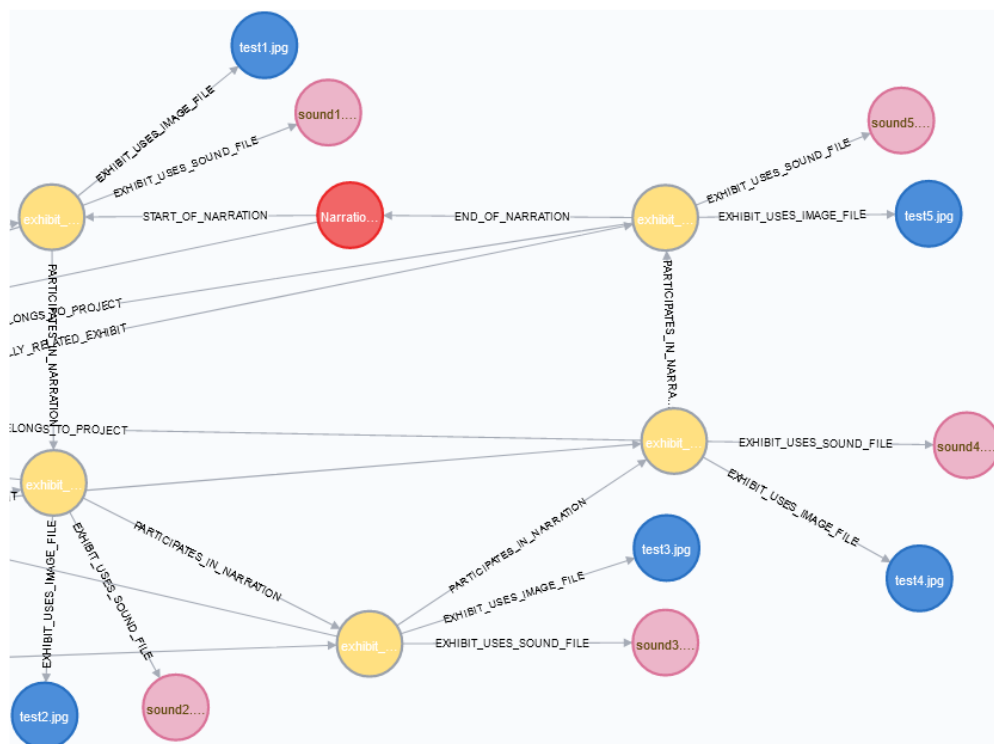 test1.jpg
sound1....
EXHIBIT_USES_IMAGE_FILE
EXHIBIT_USES_SOUND_FILE
sound5....
EXHIBIT_USES_SOUND_FILE
exhibit_...
START_OF_NARRATION
Narratio...
END_OF_NARRATION
exhibit_...
EXHIBIT_USES_IMAGE_FILE
test5.jpg
PARTICIPATES_IN_NARRATION
LONGS_TO_PROJECT
LLY_RELATED_EXHIBIT
PARTICIPATES_IN_NARRA...
ELONGS_TO_PROJECT
exhibit_...
EXHIBIT_USES_SOUND_FILE
sound4....
exhibit_...
PARTICIPATES_IN_NARRATION
PARTICIPATES_IN_NARRATION
EXHIBIT_USES_IMAGE_FILE
test4.jpg
EXHIBIT_USES_IMAGE_FILE
EXHIBIT_USES_SOUND_FILE
EXHIBIT_USES_IMAGE_FILE
test3.jpg
exhibit_...
EXHIBIT_USES_SOUND_FILE
sound3....
test2.jpg
sound2....